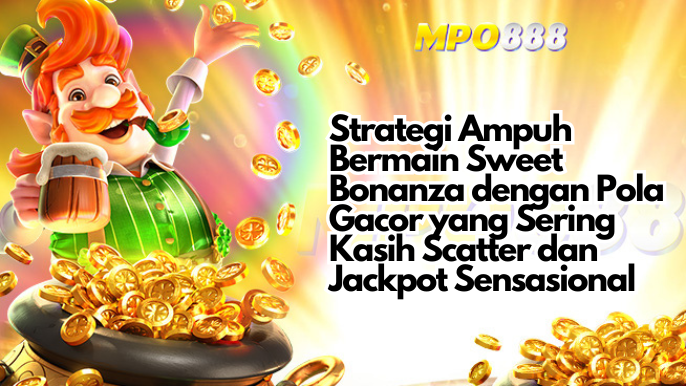 MPO888
Strategi Ampuh
Bermain Sweet
Bonanza dengan Pola
Gacor yang Sering
Kasih Scatter dan
Jackpot Sensasional